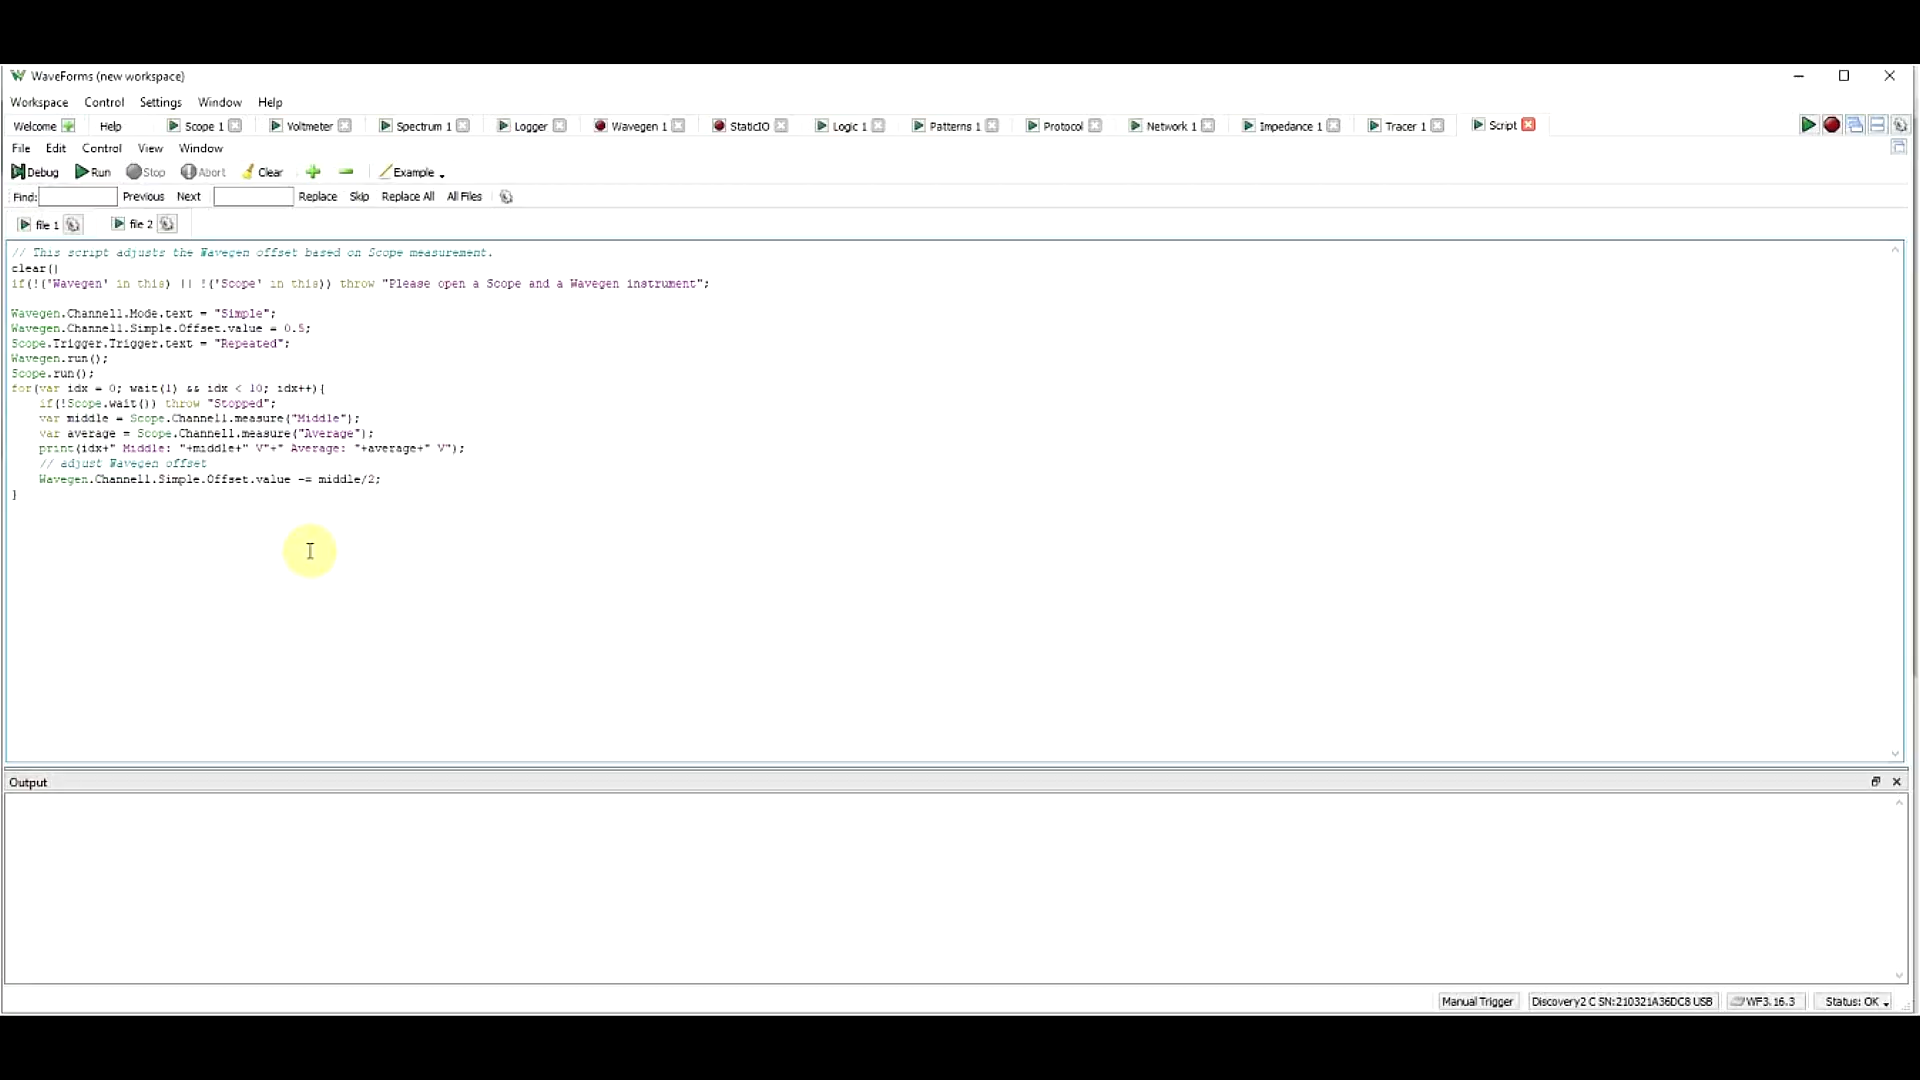 WaveForms (new workspace)
Workspace Control Settings Window Help
Welcome Help Scope 1 Voltmeter Spectrum 1 Logger Wavegen 1 StaticIO Logic 1 Patterns 1 Protocol Network 1 Impedance 1 Tracer 1 Script
File Edit Control View Window
Debug Run Stop Abort Clear Example
Find: Previous Next Replace Skip Replace All All Files
file 1 file 2
// This script adjusts the Wavegen offset based on Scope measurement.
clear()
if(!('Wavegen' in this) || !('Scope' in this)) throw "Please open a Scope and a Wavegen instrument";
Wavegen.Channel1.Mode.text = "Simple";
Wavegen.Channel1.Simple.Offset.value = 0.5;
Scope.Trigger.Trigger.text = "Repeated";
Wavegen.run();
Scope.run();
for(var idx = 0; wait(1) && idx < 10; idx++){
if(!Scope.wait()) throw "Stopped";
var middle = Scope.Channel1.measure("Middle");
var average = Scope.Channel1.measure("Average");
print(idx+" Middle: "+middle+" V"+" Average: "+average+" V");
// adjust Wavegen offset
Wavegen.Channel1.Simple.Offset.value -= middle/2;
}
Output
Manual Trigger Discovery2 C SN:210321A36DC8 USB WF3.16.3 Status: OK